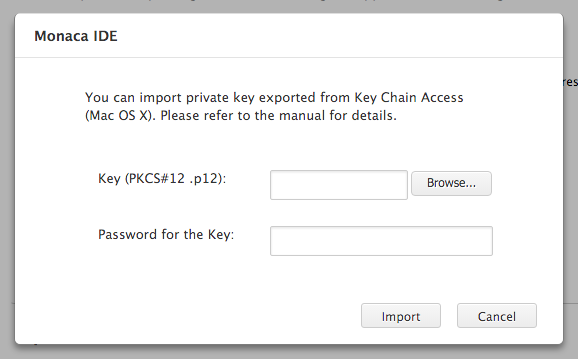 Monaca IDE
You can import private key exported from Key Chain Access
(Mac OS X). Please refer to the manual for details.
Key (PKCS#12 .p12):
Browse...
Password for the Key:
Import
Cancel